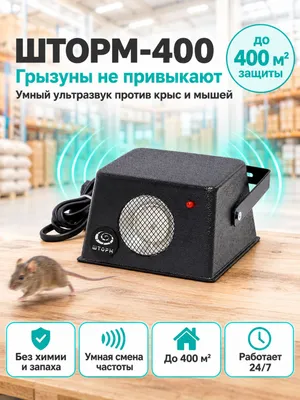 ШТОРМ-400
Грызуны не привыкают
Умный ультразвук против крыс и мышей
до
400 м²
защиты
ШТОРМ
Без химии
и запаха
Умная смена
частоты
До 400 м²
Работает
24/7